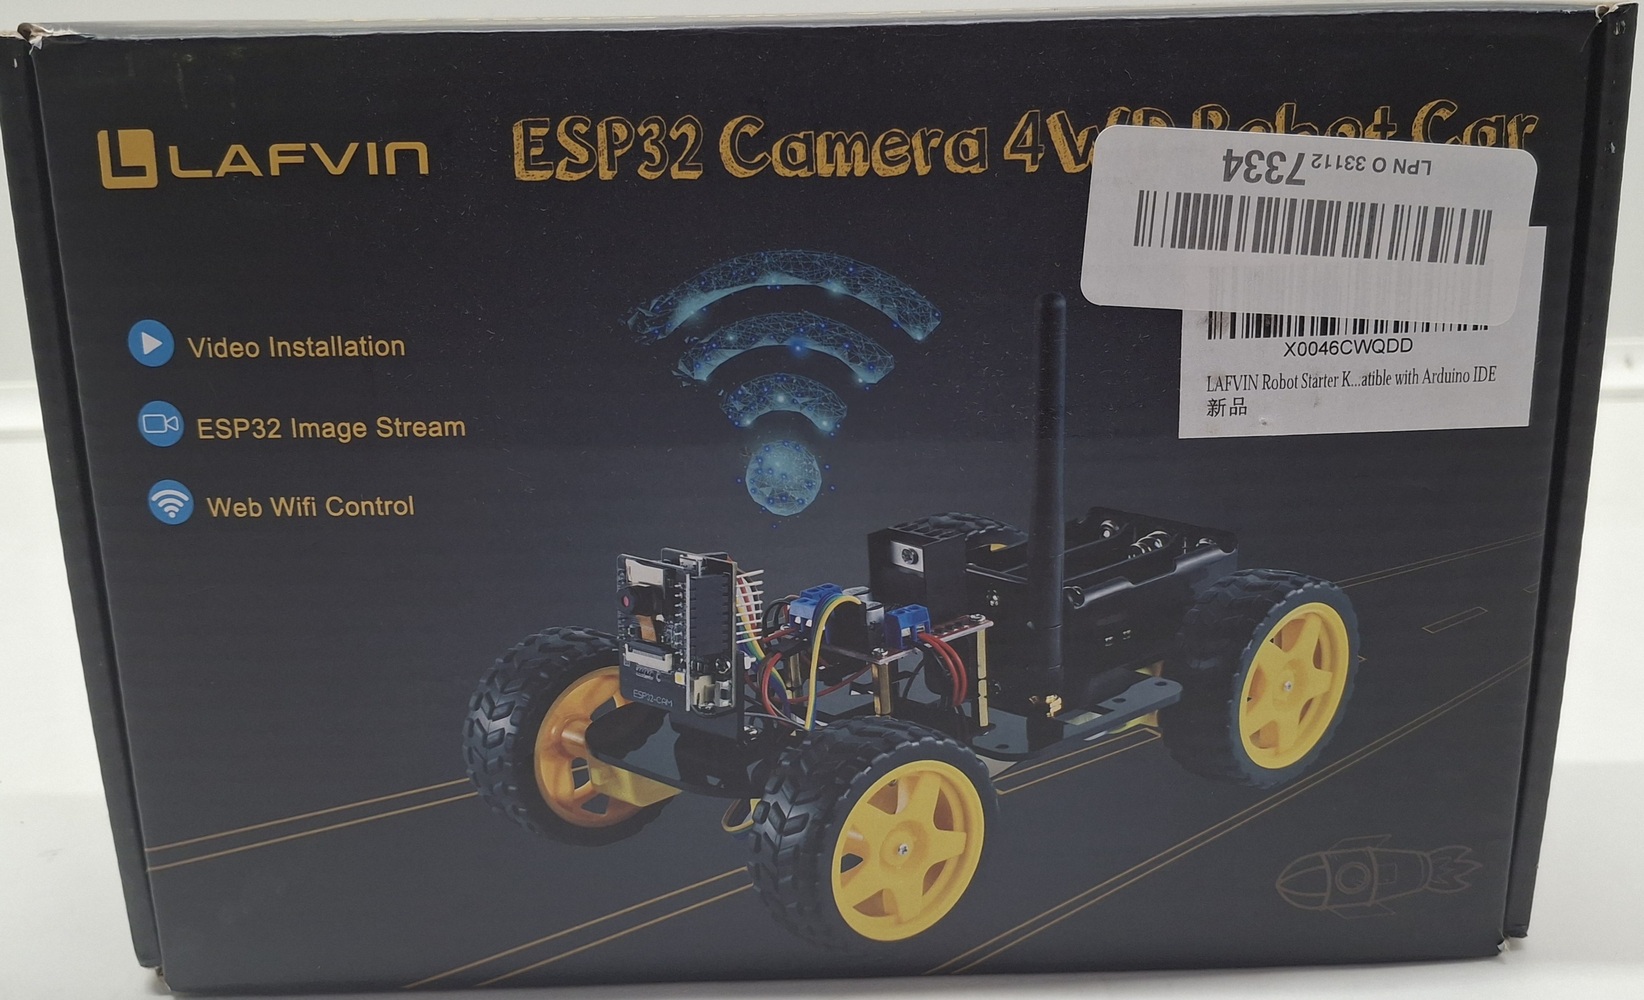 LAFVIN
ESP32 Camera 4WD Robot Car
LPN O 33112 7334
X0046CWQDD
LAFVIN Robot Starter K...atible with Arduino IDE
新品
Video Installation
ESP32 Image Stream
Web Wifi Control
ESP32-CAM